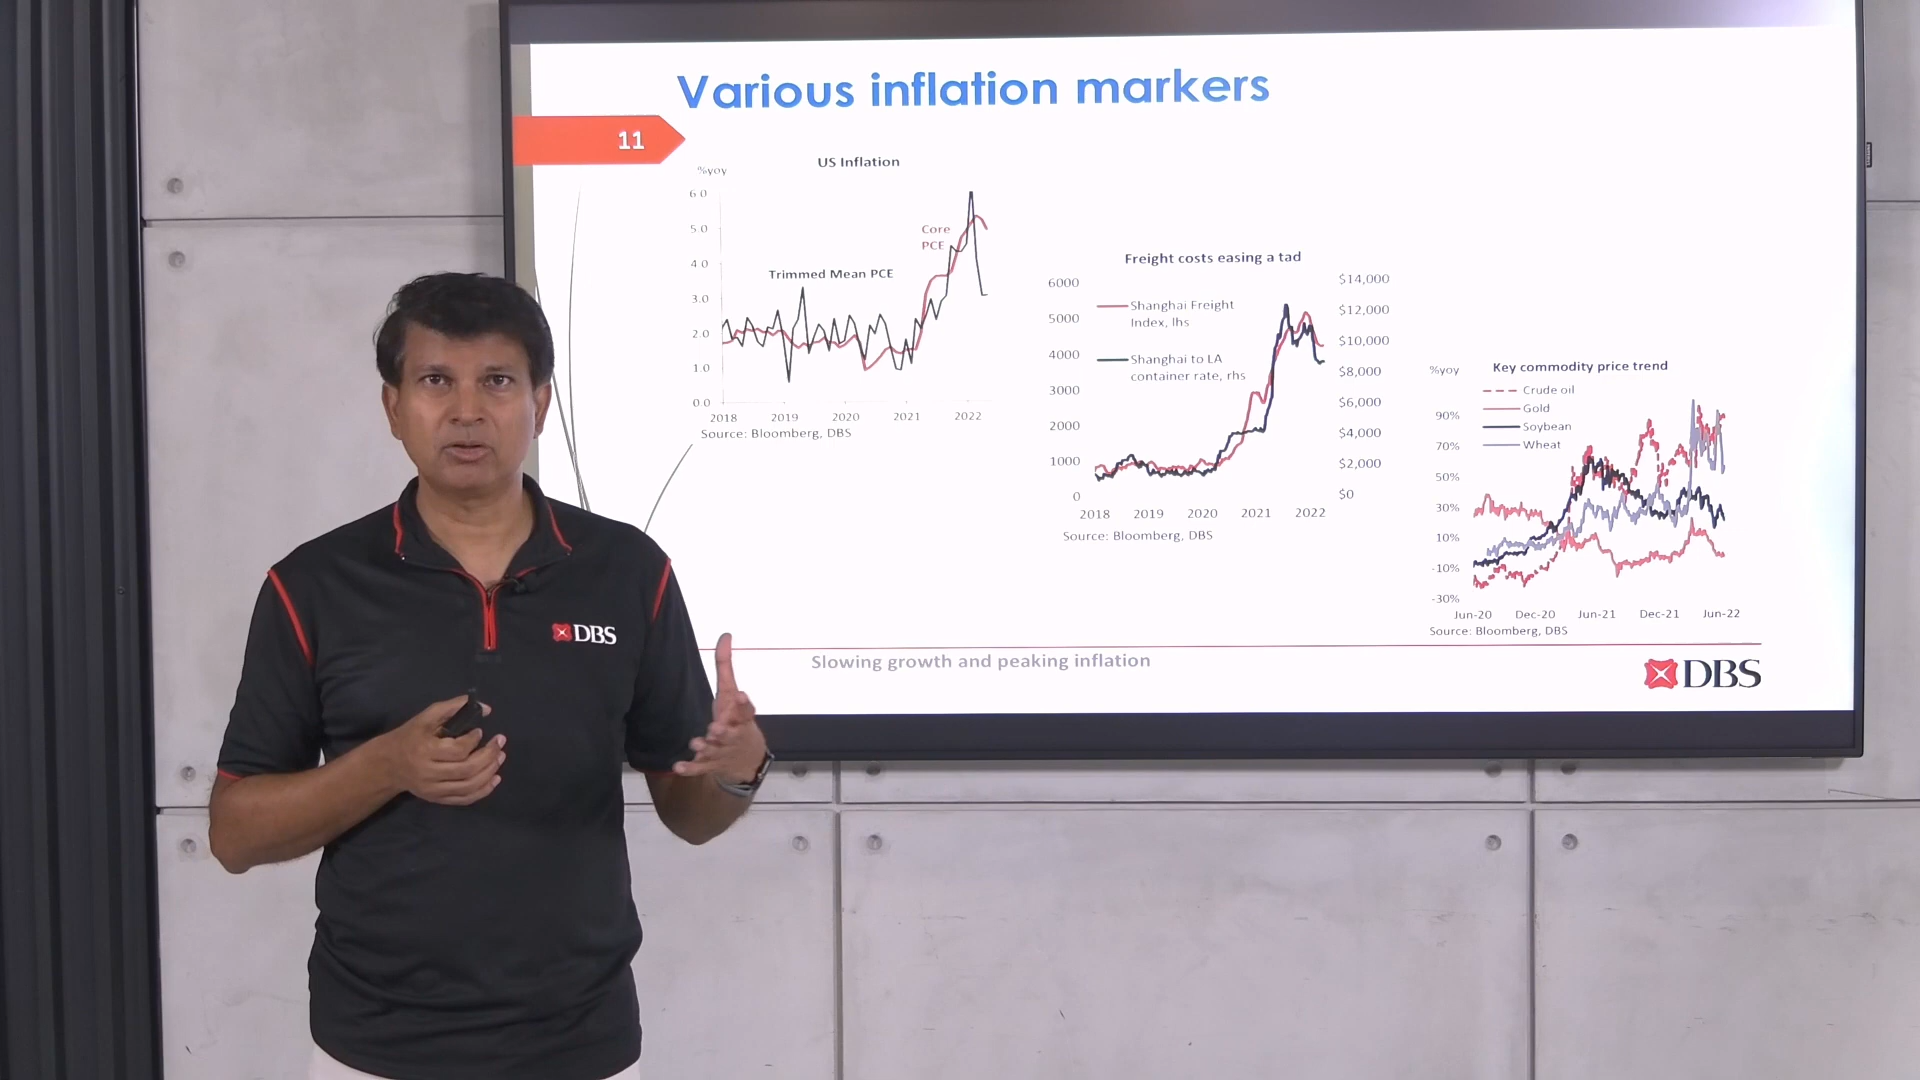 Various inflation markers
11
US Inflation
%yoy
6.0
5.0
4.0
3.0
2.0
1.0
0.0
Core
PCE
Trimmed Mean PCE
2018 2019 2020 2021 2022
Source: Bloomberg, DBS
Freight costs easing a tad
6000
5000
4000
3000
2000
1000
0
Shanghai Freight
Index, lhs
Shanghai to LA
container rate, rhs
$14,000
$12,000
$10,000
$8,000
$6,000
$4,000
$2,000
$0
2018 2019 2020 2021 2022
Source: Bloomberg, DBS
Key commodity price trend
%yoy
Crude oil
Gold
Soybean
Wheat
90%
70%
50%
30%
10%
-10%
-30%
Jun-20 Dec-20 Jun-21 Dec-21 Jun-22
Source: Bloomberg, DBS
Slowing growth and peaking inflation
DBS
DBS